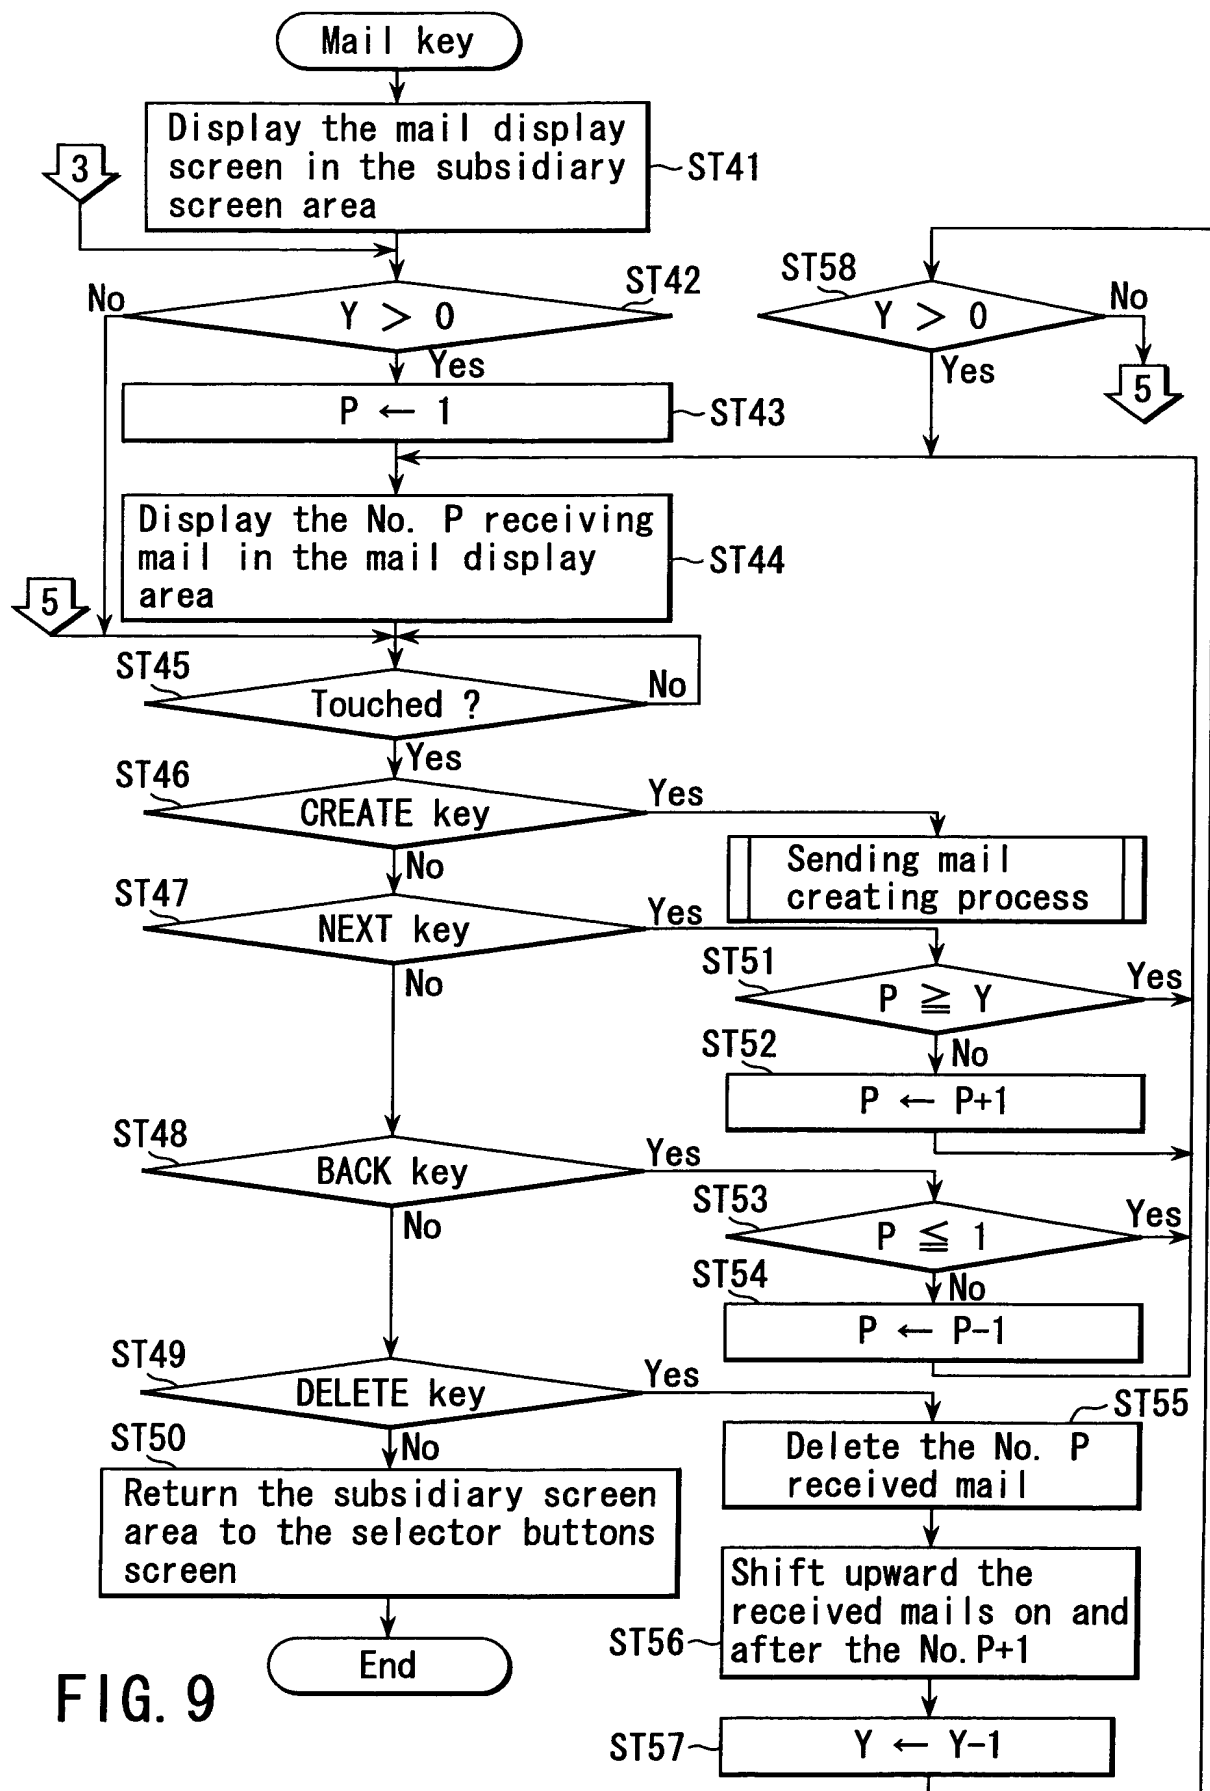 Mail key
Display the mail display
screen in the subsidiary
screen area
ST41
3
ST42
No
Y > 0
Yes
ST58
Y > 0
No
Yes
5
P ← 1
ST43
Display the No. P receiving
mail in the mail display
area
ST44
5
ST45
Touched ?
No
Yes
ST46
CREATE key
Yes
No
Sending mail
creating process
ST47
NEXT key
Yes
No
ST51
P ≧ Y
Yes
No
ST52
P ← P+1
ST48
BACK key
Yes
No
ST53
P ≦ 1
Yes
No
ST54
P ← P-1
ST49
DELETE key
Yes
No
ST55
Delete the No. P
received mail
ST50
Return the subsidiary screen
area to the selector buttons
screen
Shift upward the
received mails on and
after the No. P+1
ST56
End
ST57
Y ← Y-1
FIG. 9